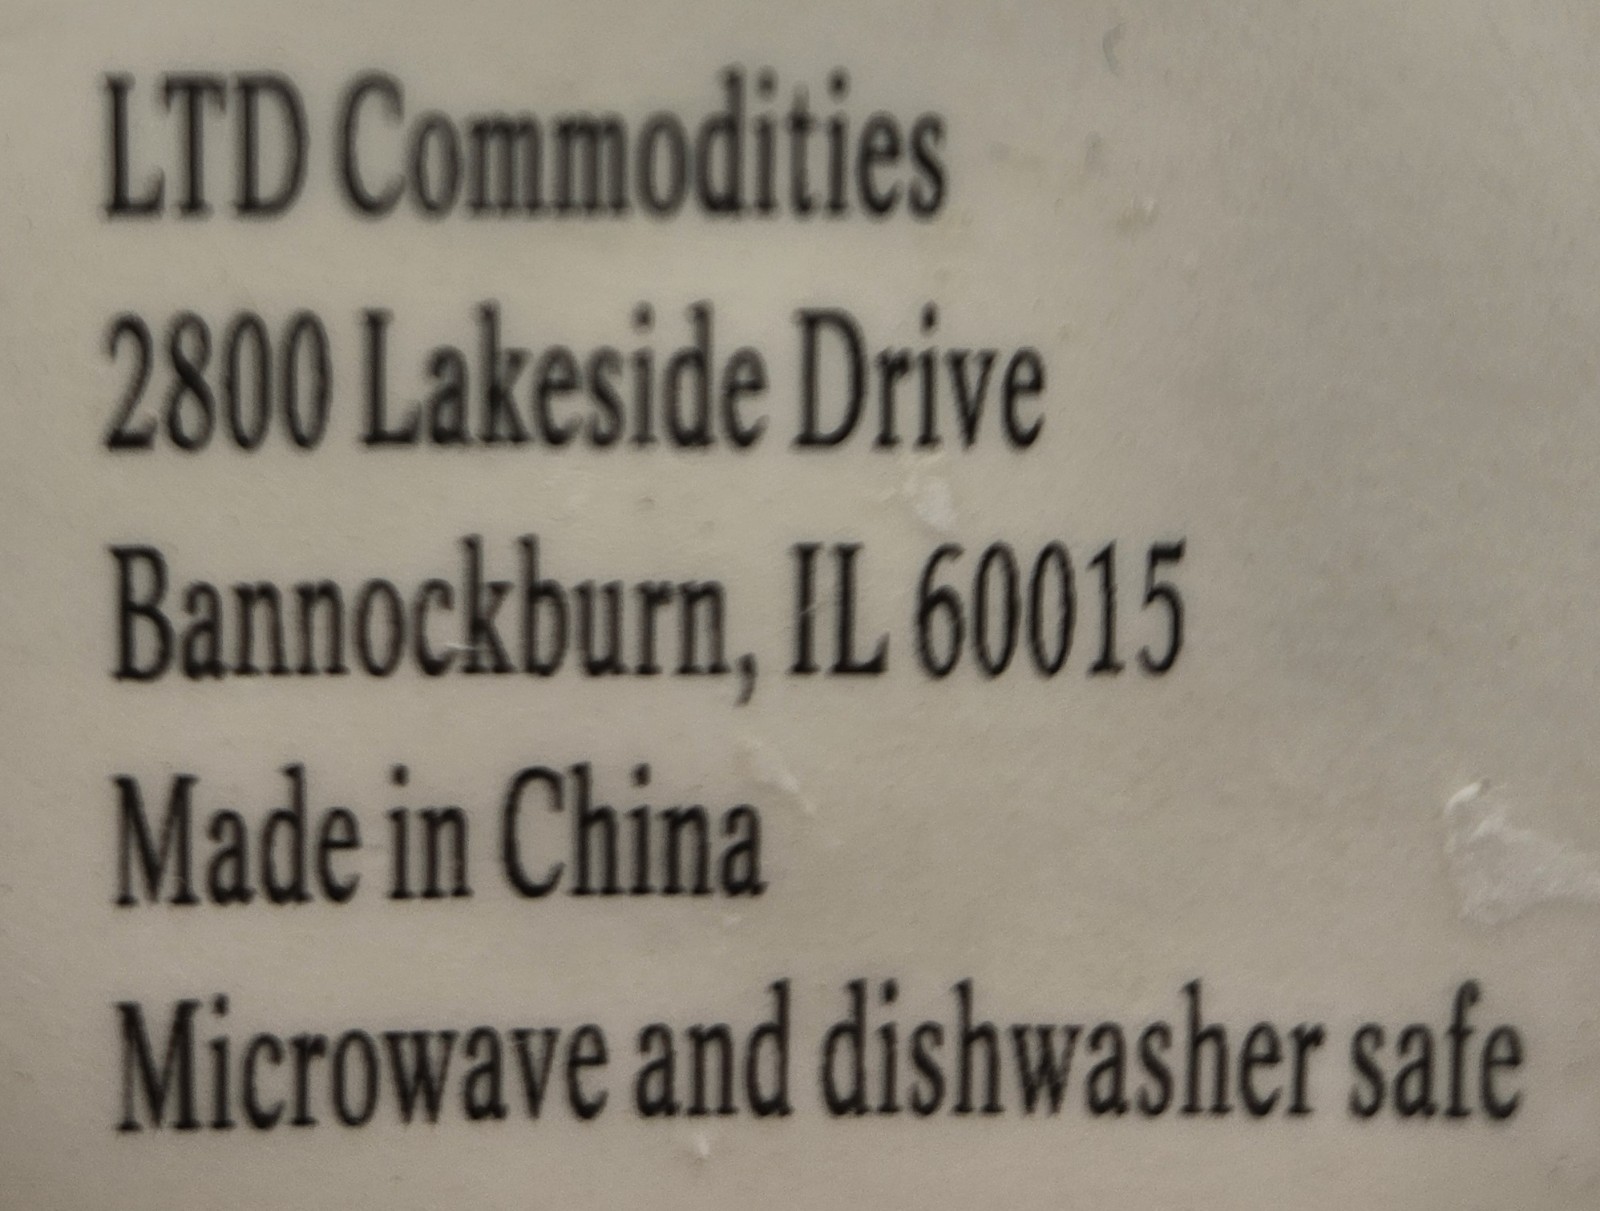 LTD Commodities
2800 Lakeside Drive
Bannockburn, IL 60015
Made in China
Microwave and dishwasher safe